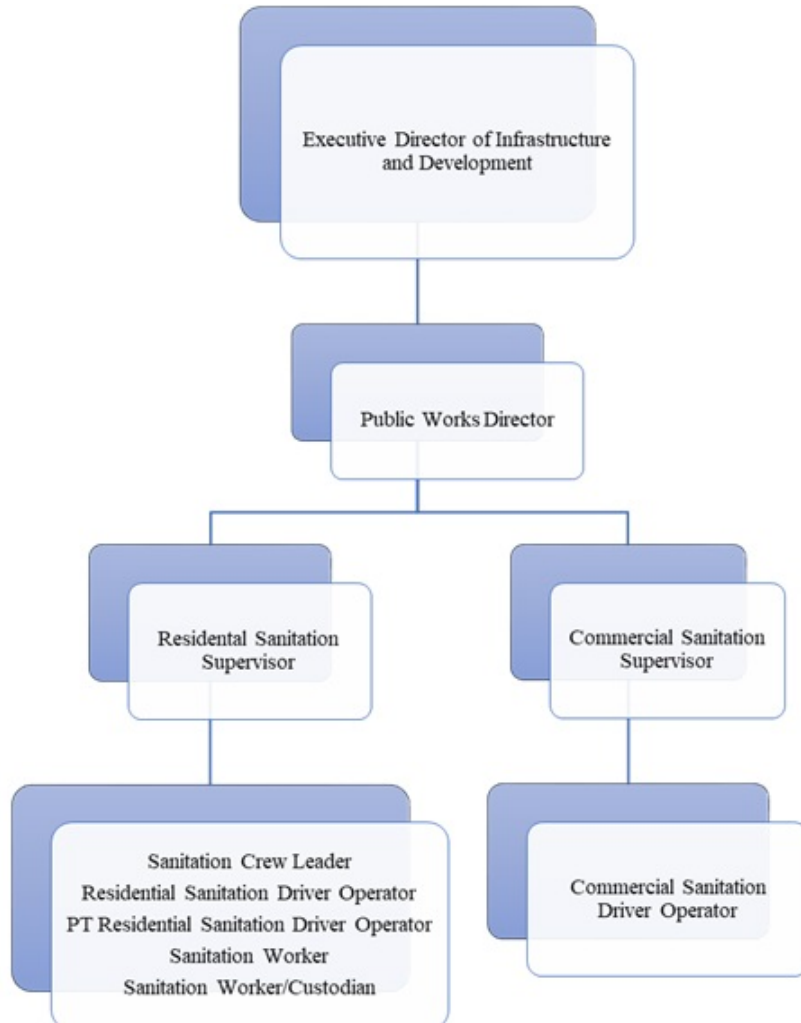 Executive Director of Infrastructure
and Development
Public Works Director
Residental Sanitation
Supervisor
Commercial Sanitation
Supervisor
Sanitation Crew Leader
Residential Sanitation Driver Operator
PT Residential Sanitation Driver Operator
Sanitation Worker
Sanitation Worker/Custodian
Commercial Sanitation
Driver Operator